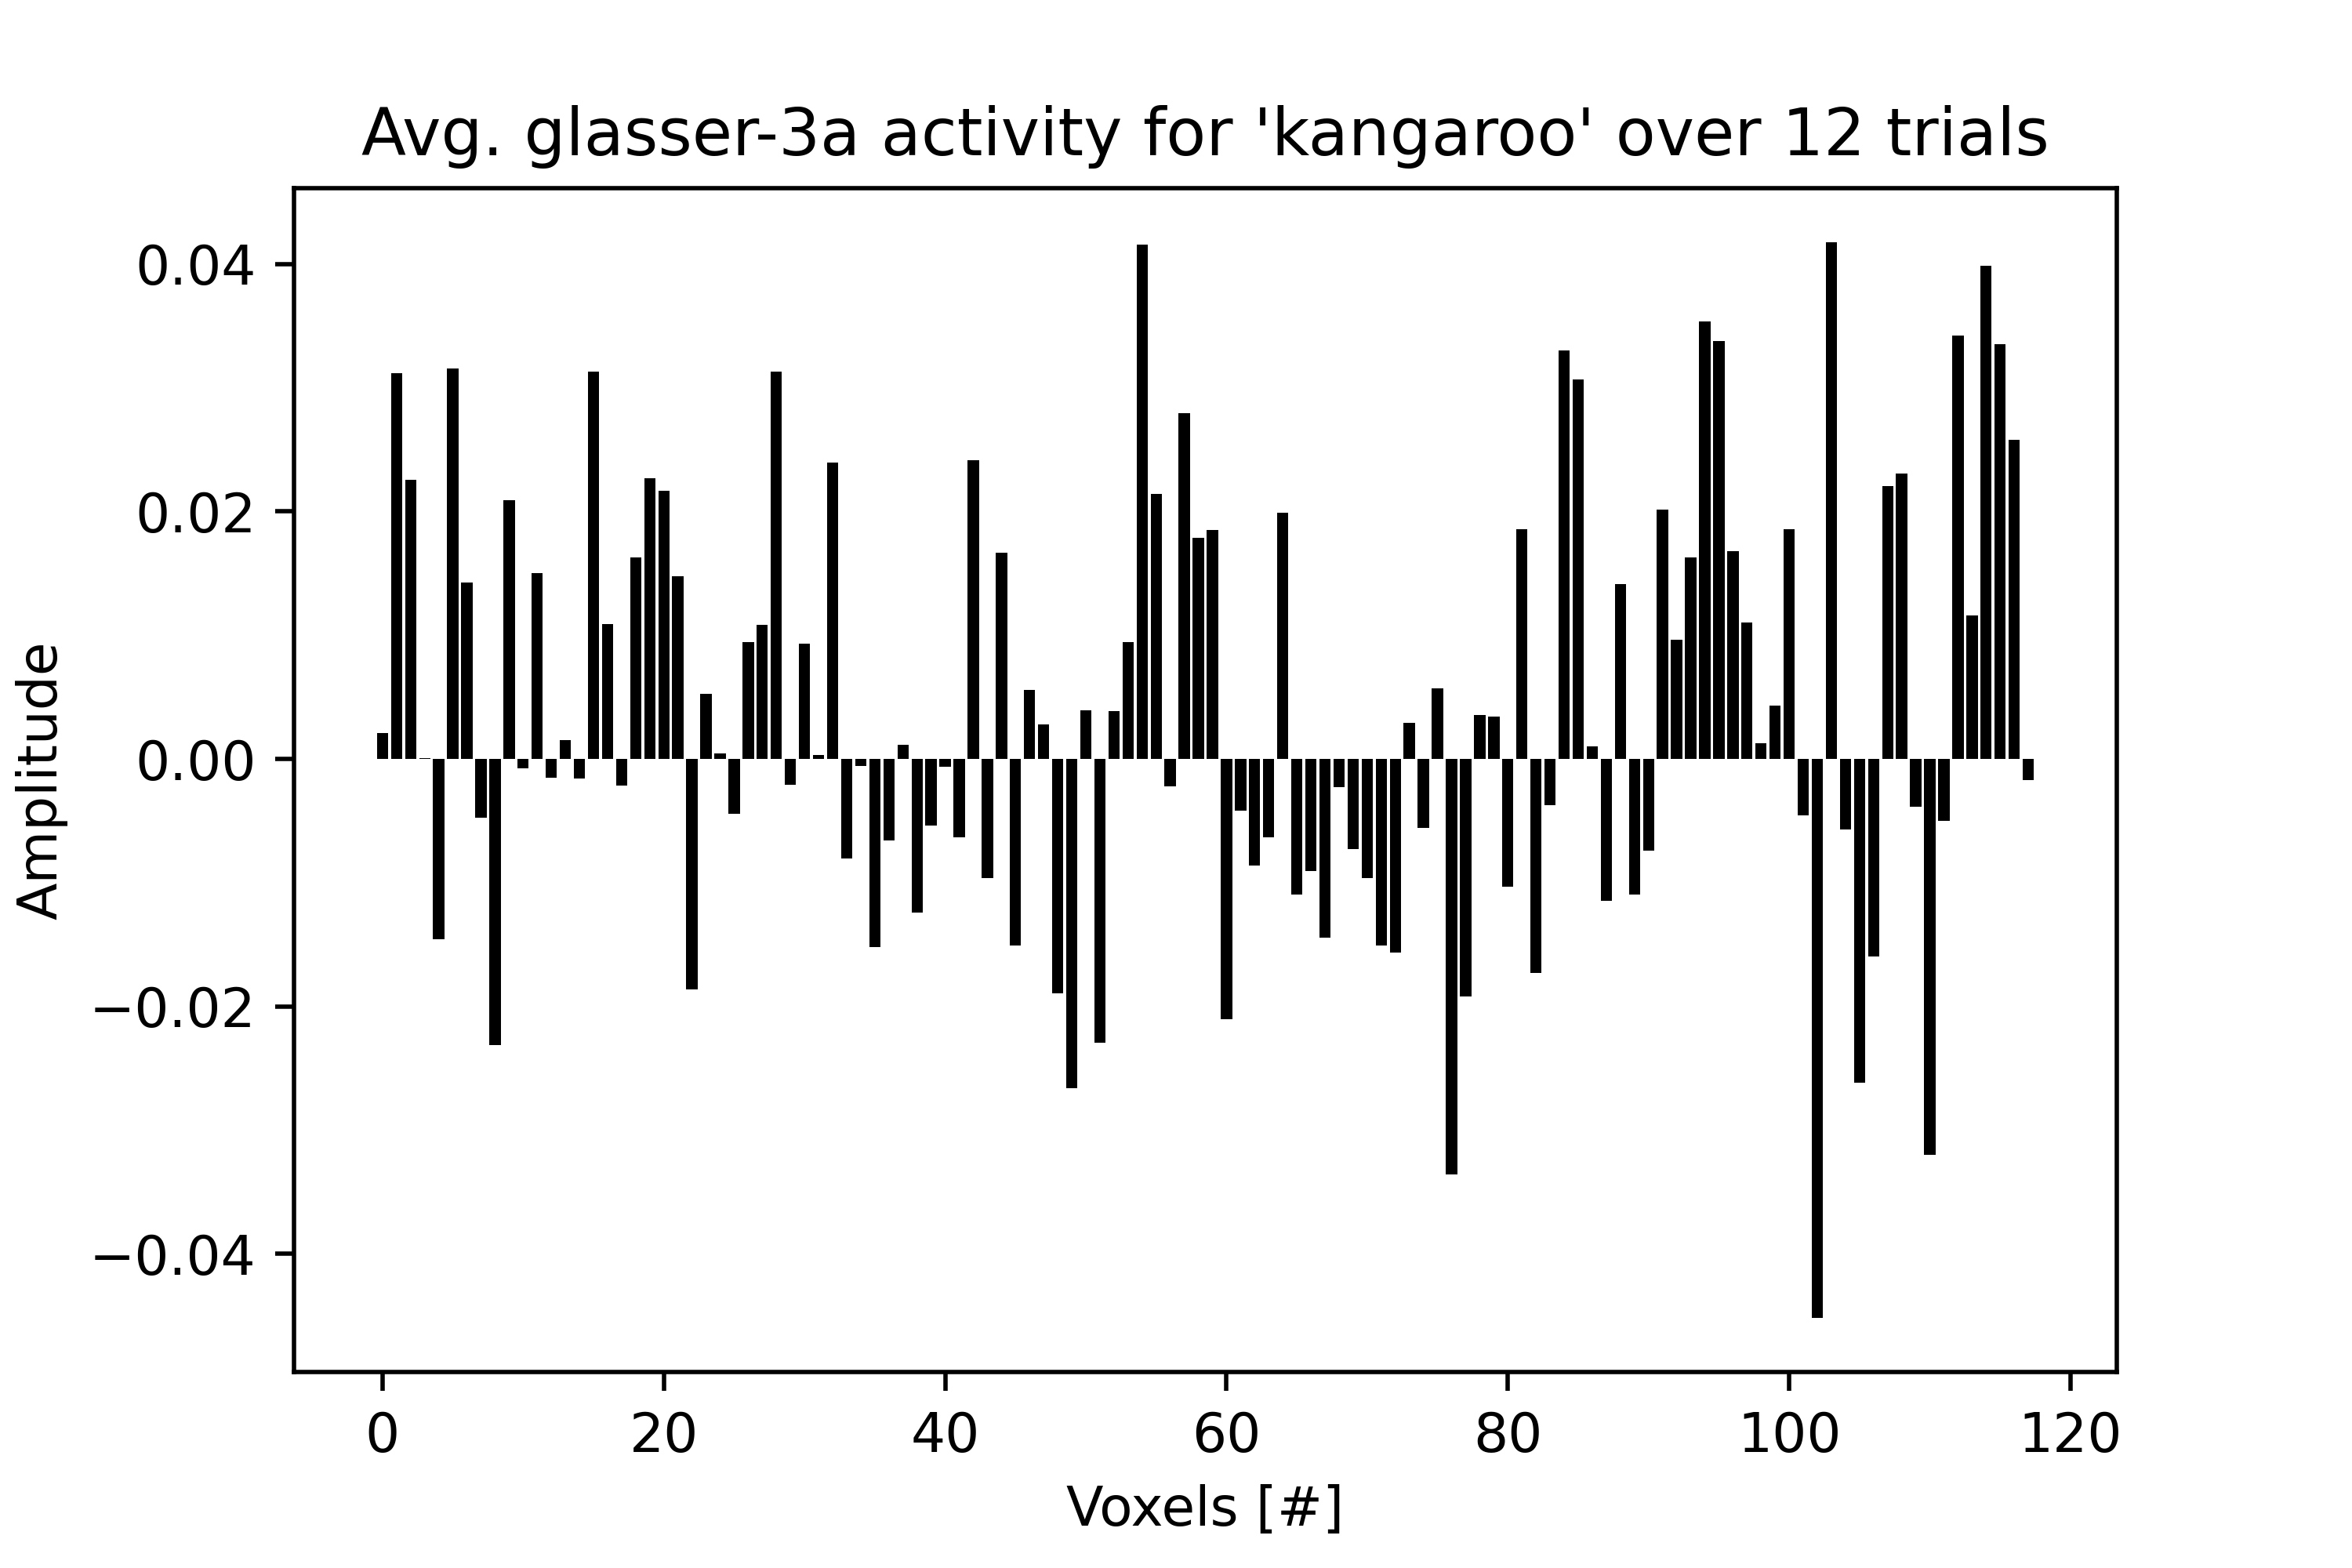 Avg. glasser-3a activity for 'kangaroo' over 12 trials
0.04
0.02
0.00
−0.02
−0.04
Amplitude
0 20 40 60 80 100 120
Voxels [#]